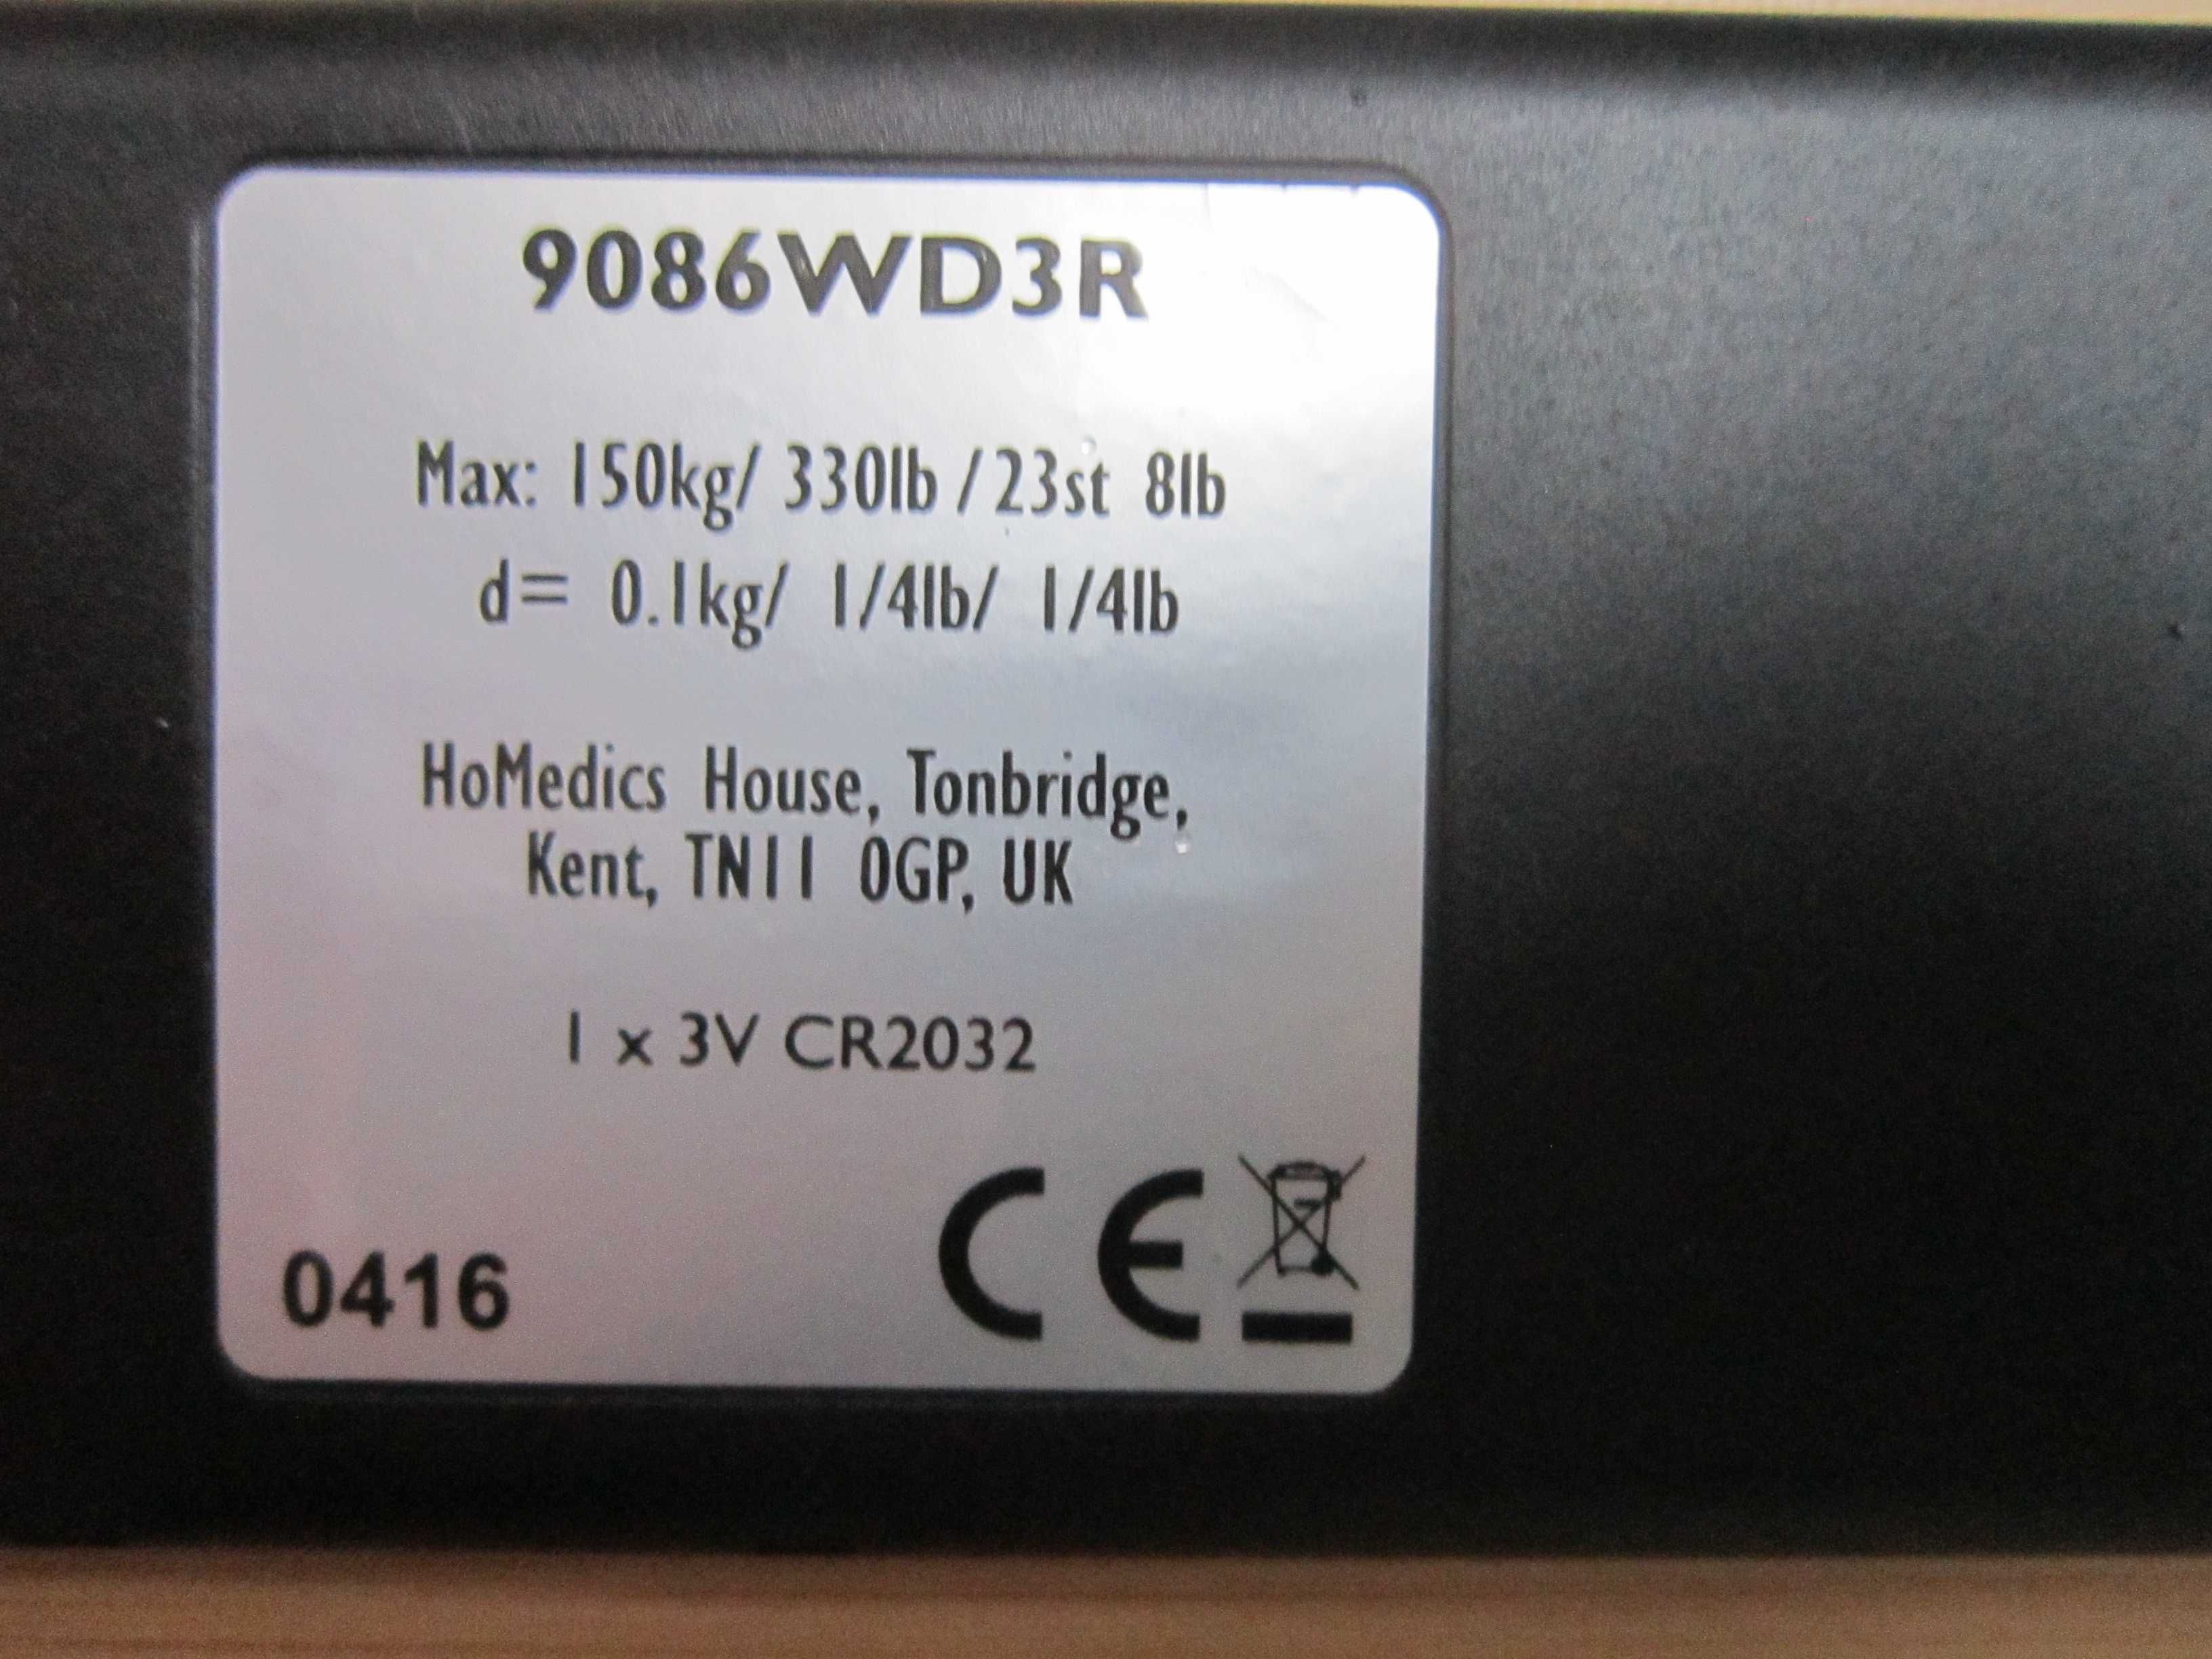 9086WD3R
Max: 150kg/ 330lb /23st 8lb
d= 0.1kg/ 1/4lb/ 1/4lb
HoMedics House, Tonbridge,
Kent, TN11 0GP, UK
1 x 3V CR2032
CE
0416